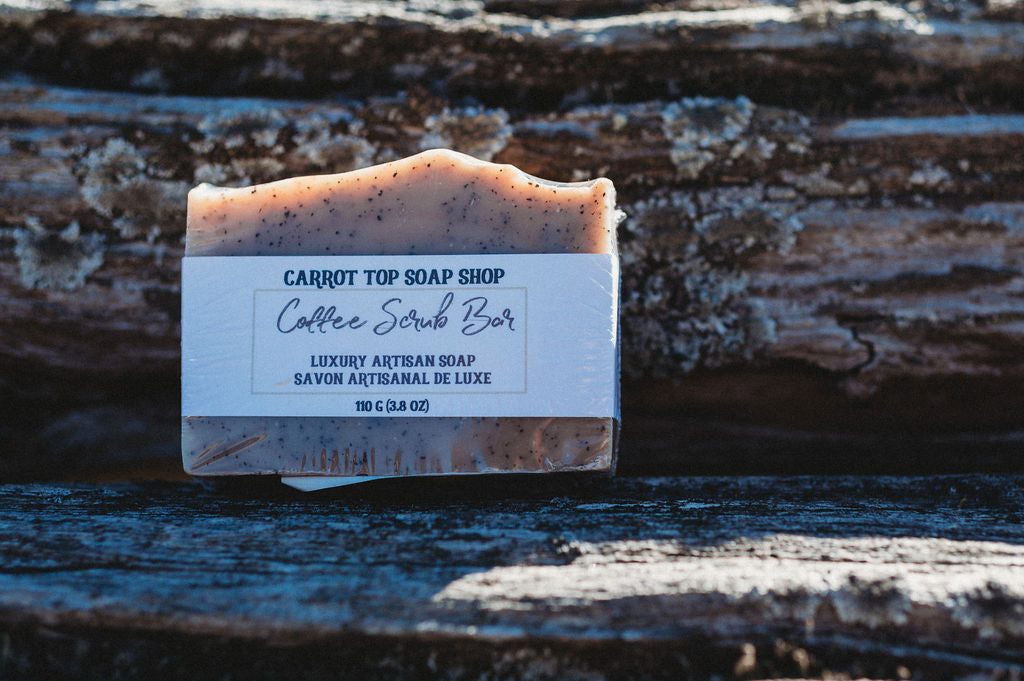 CARROT TOP SOAP SHOP
Coffee Scrub Bar
LUXURY ARTISAN SOAP
SAVON ARTISANAL DE LUXE
110 G (3.8 OZ)